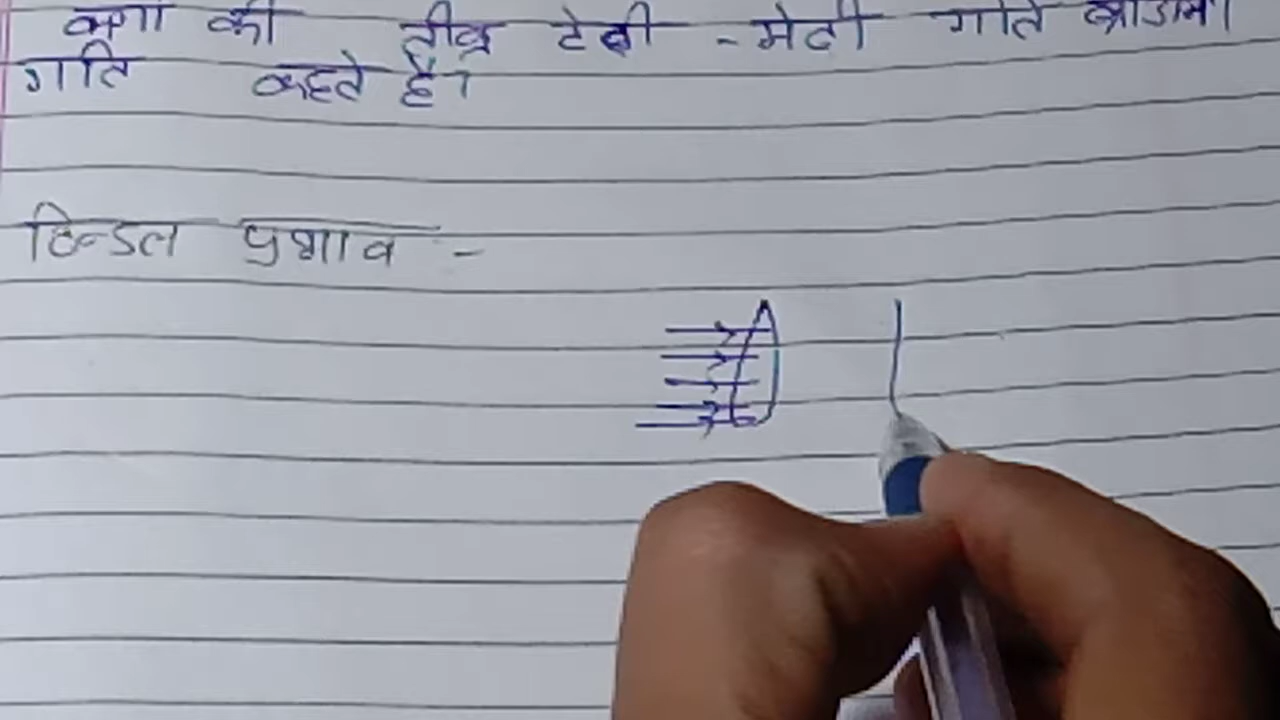 कणों की तीव्र टेढी - मेढी गति ब्राउनी
गति कहते हैं।
टिन्डल प्रभाव -